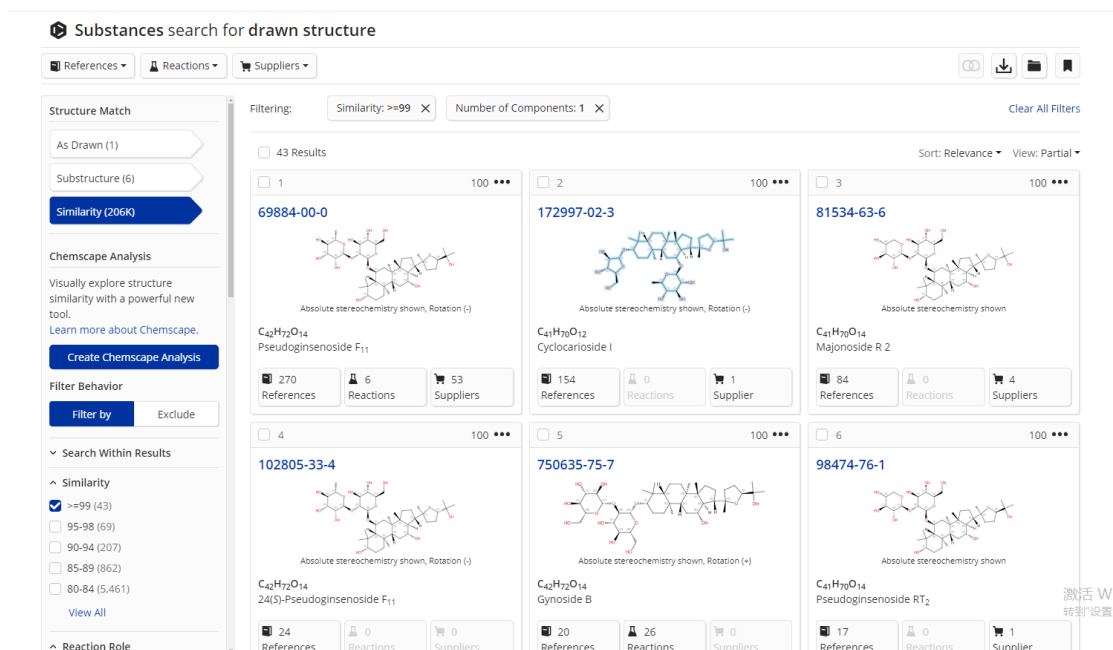 Substances search for drawn structure
References
Reactions
Suppliers
Structure Match
As Drawn (1)
Substructure (6)
Similarity (206K)
Chemscape Analysis
Visually explore structure
similarity with a powerful new
tool.
Learn more about Chemscape.
Create Chemscape Analysis
Filter Behavior
Filter by
Exclude
Search Within Results
Similarity
>=99 (43)
95-98 (69)
90-94 (207)
85-89 (862)
80-84 (5,461)
View All
Reaction Role
Filtering:
Similarity: >=99 X
Number of Components: 1 X
Clear All Filters
43 Results
Sort: Relevance
View: Partial
1
100
69884-00-0
Absolute stereochemistry shown, Rotation (-)
C42H72O14
Pseudoginsenoside F11
270
References
6
Reactions
53
Suppliers
2
100
172997-02-3
Absolute stereochemistry shown, Rotation (-)
C41H70O12
Cyclocarioside I
154
References
0
Reactions
1
Supplier
3
100
81534-63-6
Absolute stereochemistry shown
C41H70O14
Majonoside R 2
84
References
0
Reactions
4
Suppliers
4
100
102805-33-4
Absolute stereochemistry shown, Rotation (-)
C42H72O14
24(S)-Pseudoginsenoside F11
24
References
0
Reactions
0
Suppliers
5
100
750635-75-7
Absolute stereochemistry shown, Rotation (+)
C42H72O14
Gynoside B
20
References
26
Reactions
0
Suppliers
6
100
98474-76-1
Absolute stereochemistry shown
C41H70O14
Pseudoginsenoside RT2
17
References
0
Reactions
1
Supplier
激活 W
转到"设置